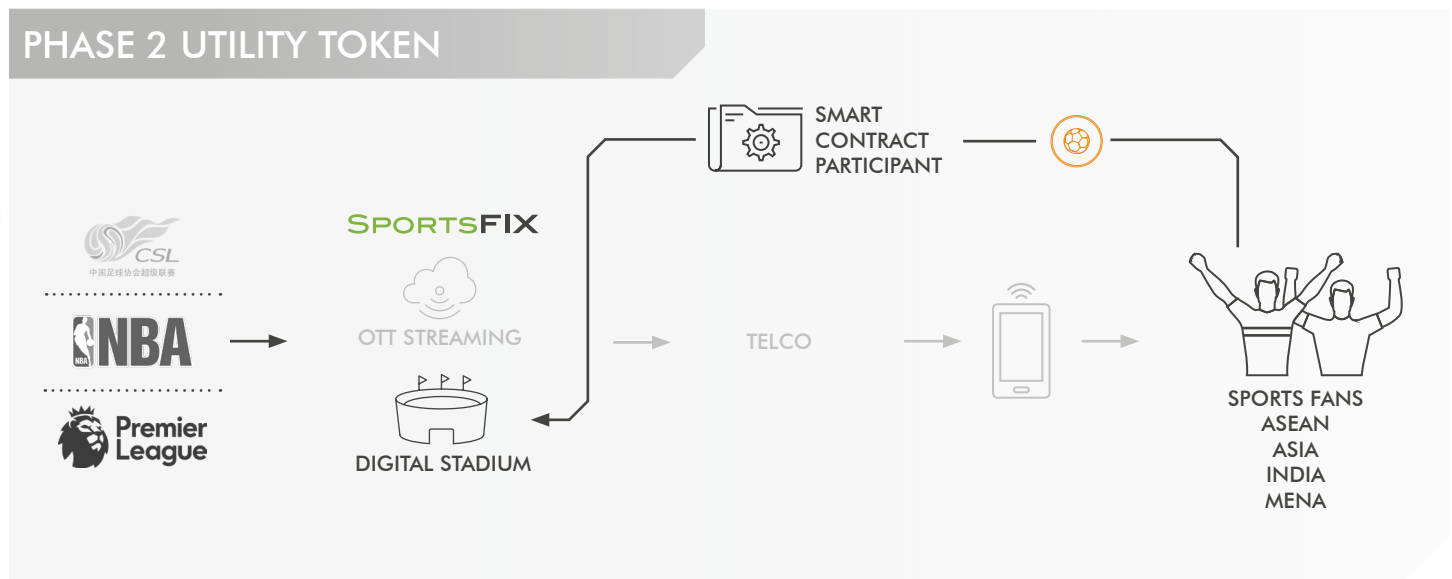 PHASE 2 UTILITY TOKEN
SMART
CONTRACT
PARTICIPANT
CSL
中国足球协会超级联赛
NBA
NBA
Premier
League
SPORTSFIX
OTT STREAMING
DIGITAL STADIUM
TELCO
SPORTS FANS
ASEAN
ASIA
INDIA
MENA